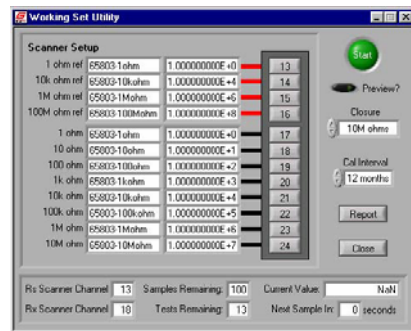 Working Set Utility
Scanner Setup
1 ohm ref 65803-1ohm 1.000000000E+0 13
10k ohm ref 65803-10kohm 1.000000000E+4 14
1M ohm ref 65803-1Mohm 1.000000000E+6 15
100M ohm ref 65803-100Mohm 1.000000000E+8 16
1 ohm 65803-1ohm 1.000000000E+0 17
10 ohm 65803-10ohm 1.000000000E+1 18
100 ohm 65803-100ohm 1.000000000E+2 19
1k ohm 65803-1kohm 1.000000000E+3 20
10k ohm 65803-10kohm 1.000000000E+4 21
100k ohm 65803-100kohm 1.000000000E+5 22
1M ohm 65803-1Mohm 1.000000000E+6 23
10M ohm 65803-10Mohm 1.000000000E+7 24
Start
Preview?
Closure
10M ohms
Cal Interval
12 months
Report
Close
Rs Scanner Channel 13 Samples Remaining: 100 Current Value: NaN
Rx Scanner Channel 18 Tests Remaining: 13 Next Sample In: 0 seconds